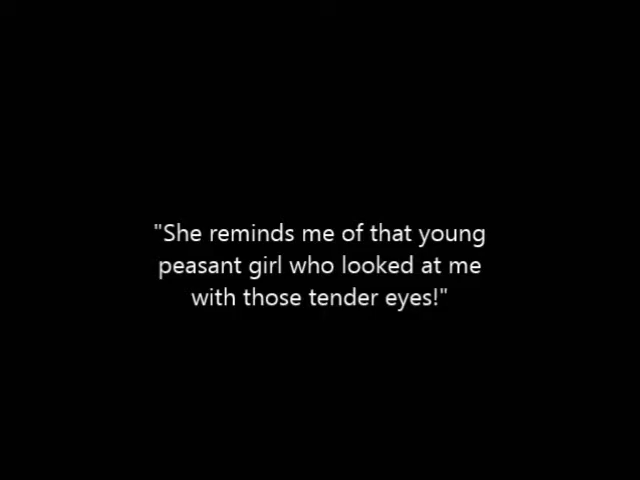 "She reminds me of that young
peasant girl who looked at me
with those tender eyes!"